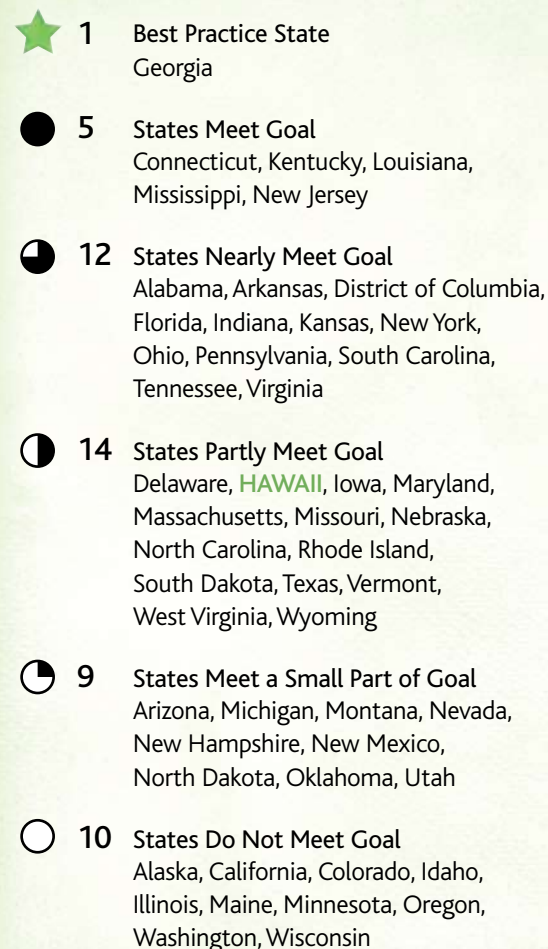 1 Best Practice State
Georgia
5 States Meet Goal
Connecticut, Kentucky, Louisiana,
Mississippi, New Jersey
12 States Nearly Meet Goal
Alabama, Arkansas, District of Columbia,
Florida, Indiana, Kansas, New York,
Ohio, Pennsylvania, South Carolina,
Tennessee, Virginia
14 States Partly Meet Goal
Delaware, HAWAII, Iowa, Maryland,
Massachusetts, Missouri, Nebraska,
North Carolina, Rhode Island,
South Dakota, Texas, Vermont,
West Virginia, Wyoming
9 States Meet a Small Part of Goal
Arizona, Michigan, Montana, Nevada,
New Hampshire, New Mexico,
North Dakota, Oklahoma, Utah
10 States Do Not Meet Goal
Alaska, California, Colorado, Idaho,
Illinois, Maine, Minnesota, Oregon,
Washington, Wisconsin